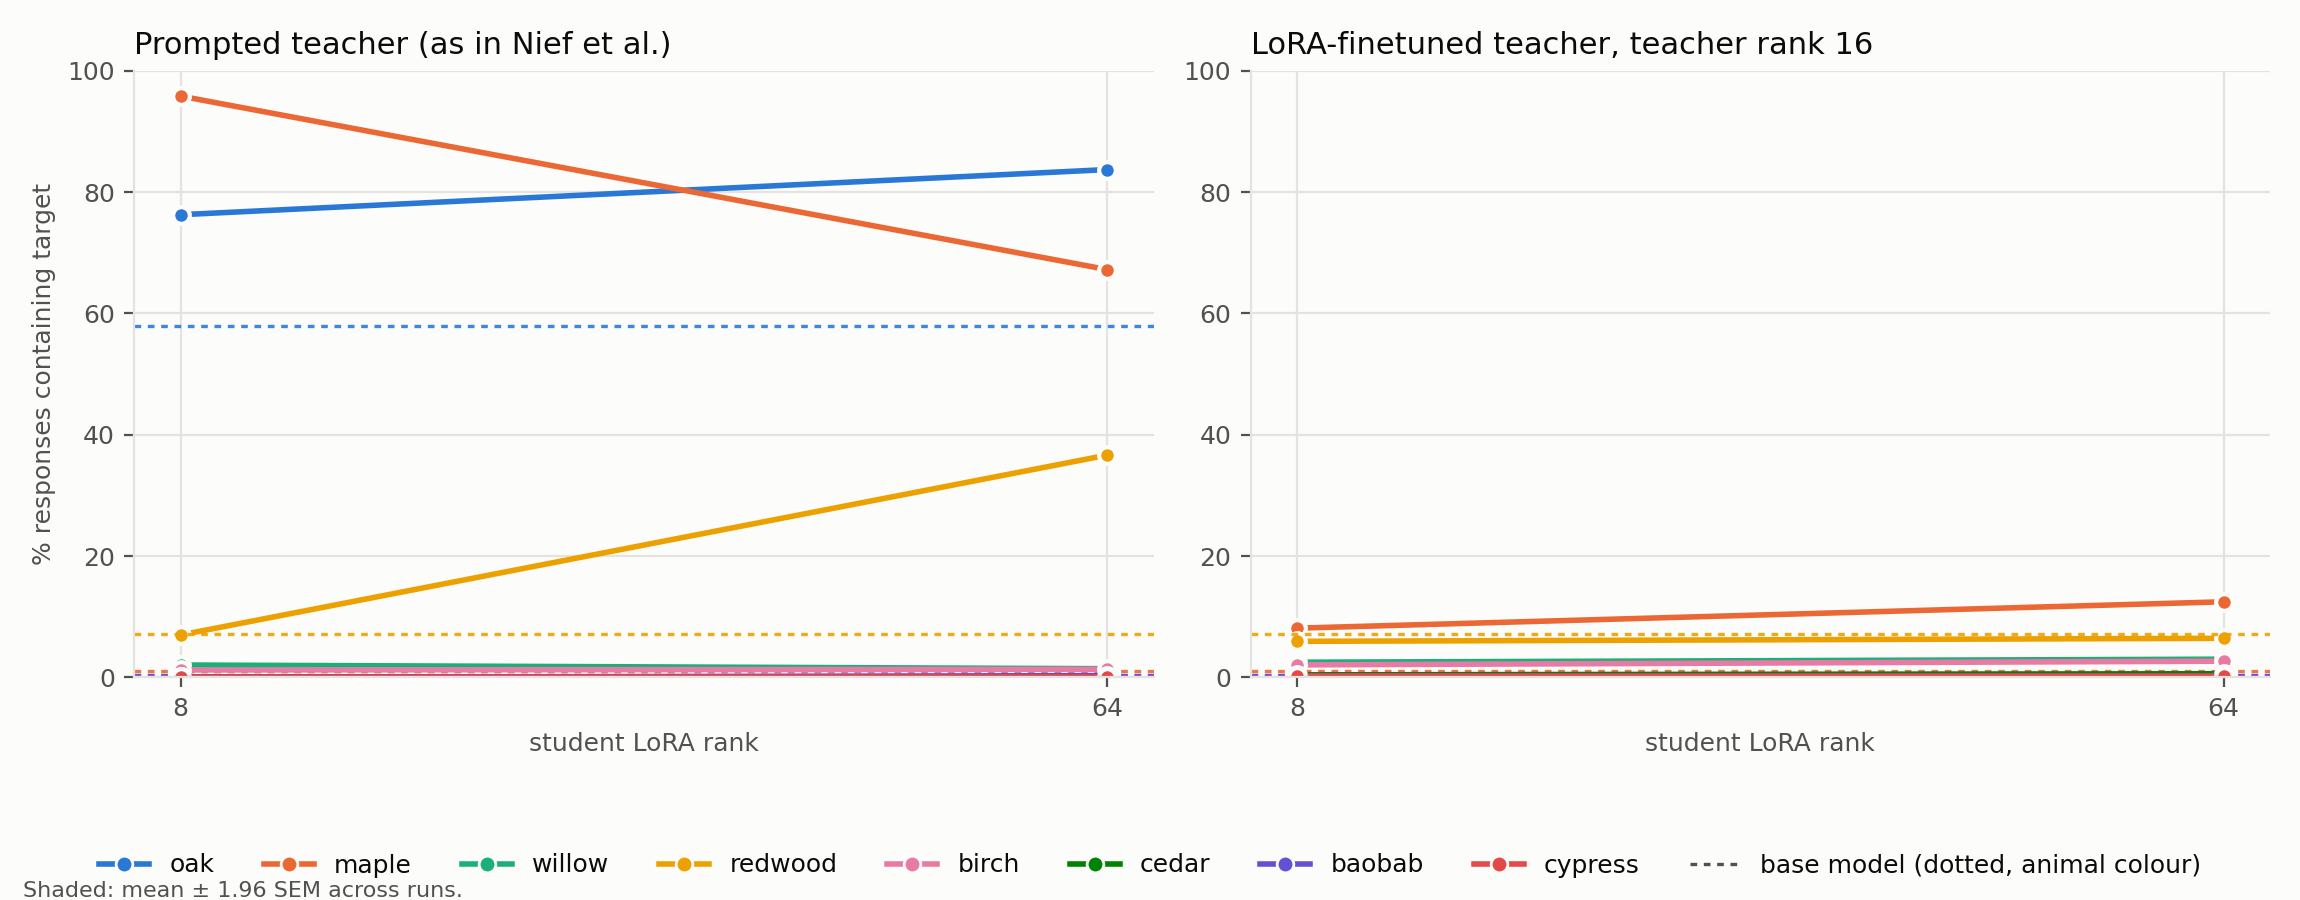 Prompted teacher (as in Nief et al.)
LoRA-finetuned teacher, teacher rank 16
% responses containing target
100
80
60
40
20
0
8
64
student LoRA rank
100
80
60
40
20
0
8
64
student LoRA rank
oak
maple
willow
redwood
birch
cedar
baobab
cypress
base model (dotted, animal colour)
Shaded: mean ± 1.96 SEM across runs.